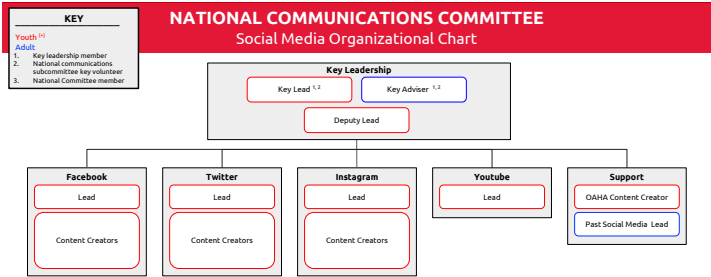 KEY
Youth (+)
Adult
1. Key leadership member
2. National communications
subcommittee key volunteer
3. National Committee member
NATIONAL COMMUNICATIONS COMMITTEE
Social Media Organizational Chart
Key Leadership
Key Lead 1, 2
Key Adviser 1, 2
Deputy Lead
Facebook
Lead
Content Creators
Twitter
Lead
Content Creators
Instagram
Lead
Content Creators
Youtube
Lead
Support
OAHA Content Creator
Past Social Media Lead